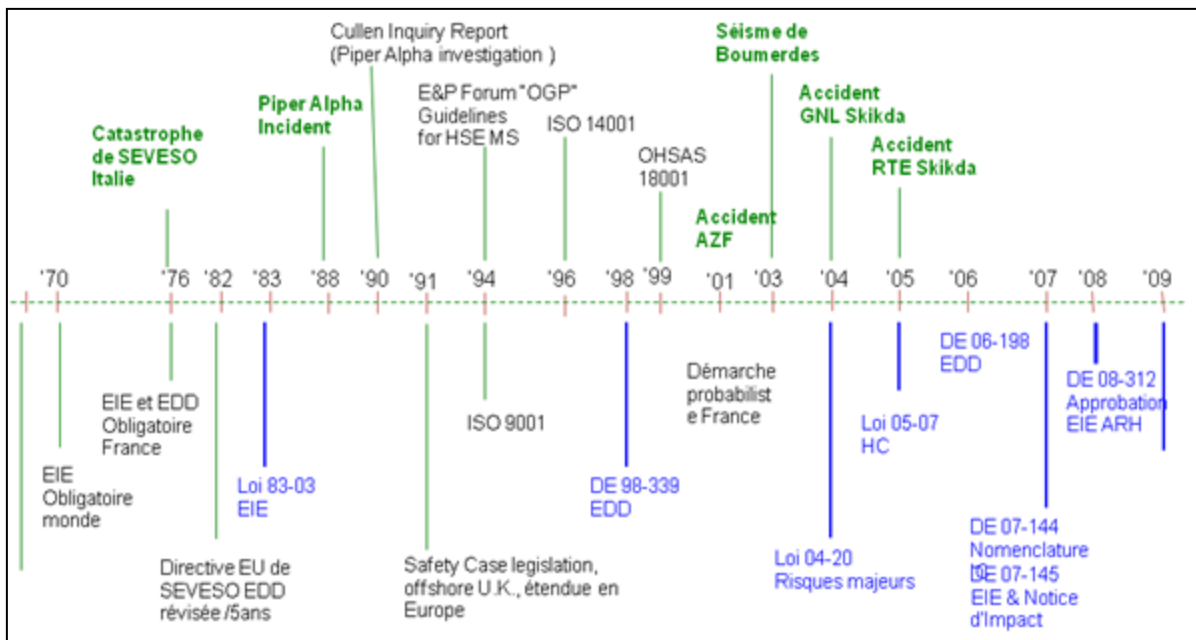 Cullen Inquiry Report
(Piper Alpha investigation )
Séisme de
Boumerdes
E&P Forum "OGP"
Guidelines
for HSE MS
Piper Alpha
Incident
ISO 14001
Accident
GNL Skikda
Catastrophe
de SEVESO
Italie
OHSAS
18001
Accident
RTE Skikda
Accident
AZF
'70 '76 '82 '83 '88 '90 '91 '94 '96 '98 '99 '01 '03 '04 '05 '06 '07 '08 '09
EIE
Obligatoire
monde
EIE et EDD
Obligatoire
France
Directive EU de
SEVESO EDD
révisée /5ans
Loi 83-03
EIE
Safety Case legislation,
offshore U.K., étendue en
Europe
ISO 9001
DE 98-339
EDD
Démarche
probabilist
e France
Loi 04-20
Risques majeurs
Loi 05-07
HC
DE 06-198
EDD
DE 07-144
Nomenclature
DE 07-145
EIE & Notice
d'Impact
DE 08-312
Approbation
EIE ARH